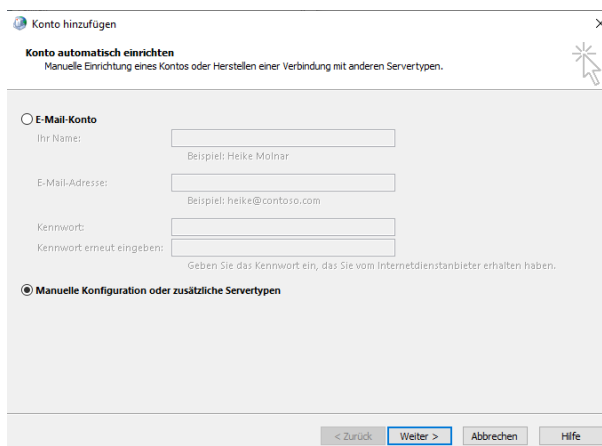 Konto hinzufügen
Konto automatisch einrichten
Manuelle Einrichtung eines Kontos oder Herstellen einer Verbindung mit anderen Servertypen.
E-Mail-Konto
Ihr Name:
Beispiel: Heike Molnar
E-Mail-Adresse:
Beispiel: heike@contoso.com
Kennwort:
Kennwort erneut eingeben:
Geben Sie das Kennwort ein, das Sie vom Internetdienstanbieter erhalten haben.
Manuelle Konfiguration oder zusätzliche Servertypen
< Zurück Weiter > Abbrechen Hilfe